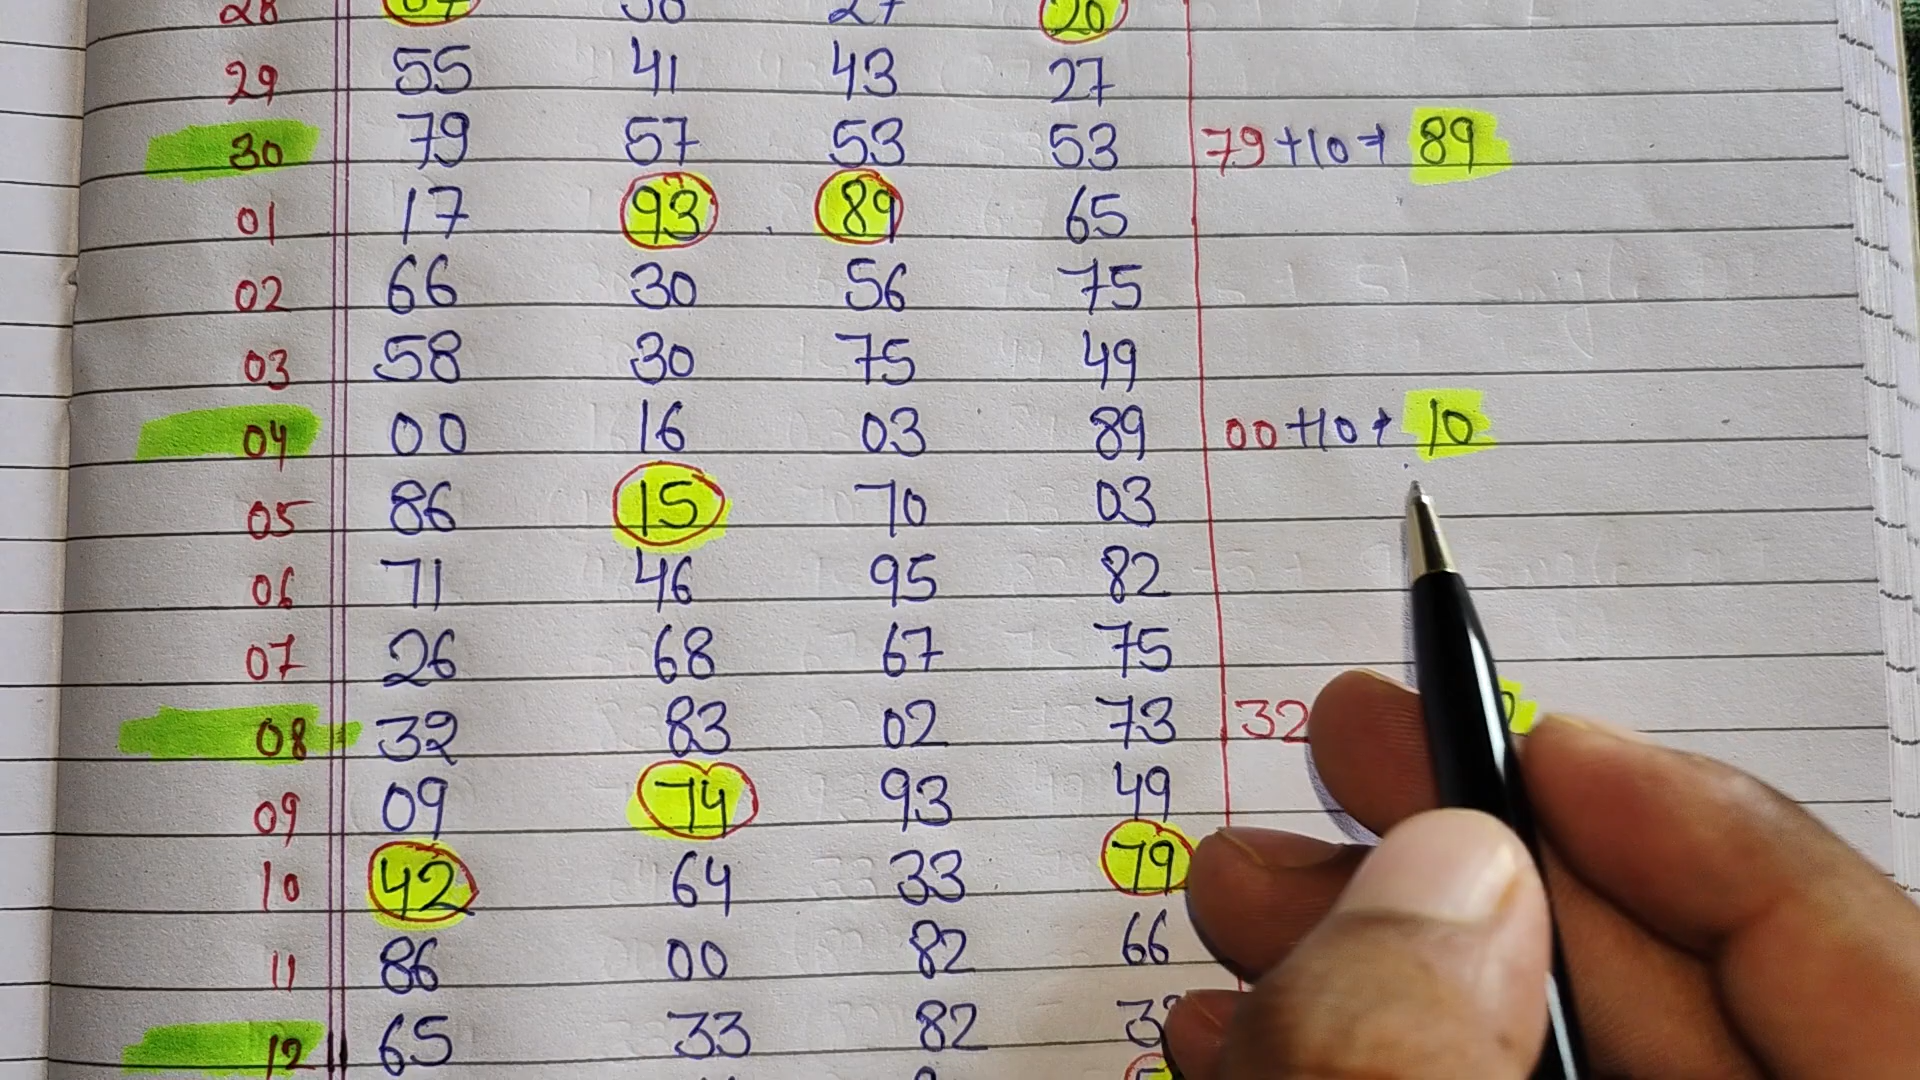 28 27 20
29 55 41 43 27
30 79 57 53 53 79+10→ 89
01 17 93 89 65
02 66 30 56 75
03 58 30 75 49
04 00 16 03 89 00+10→ 10
05 86 15 70 03
06 71 46 95 82
07 26 68 67 75
08 32 83 02 73 32
09 09 74 93 49
10 42 64 33 79
11 86 00 82 66
12 65 33 82